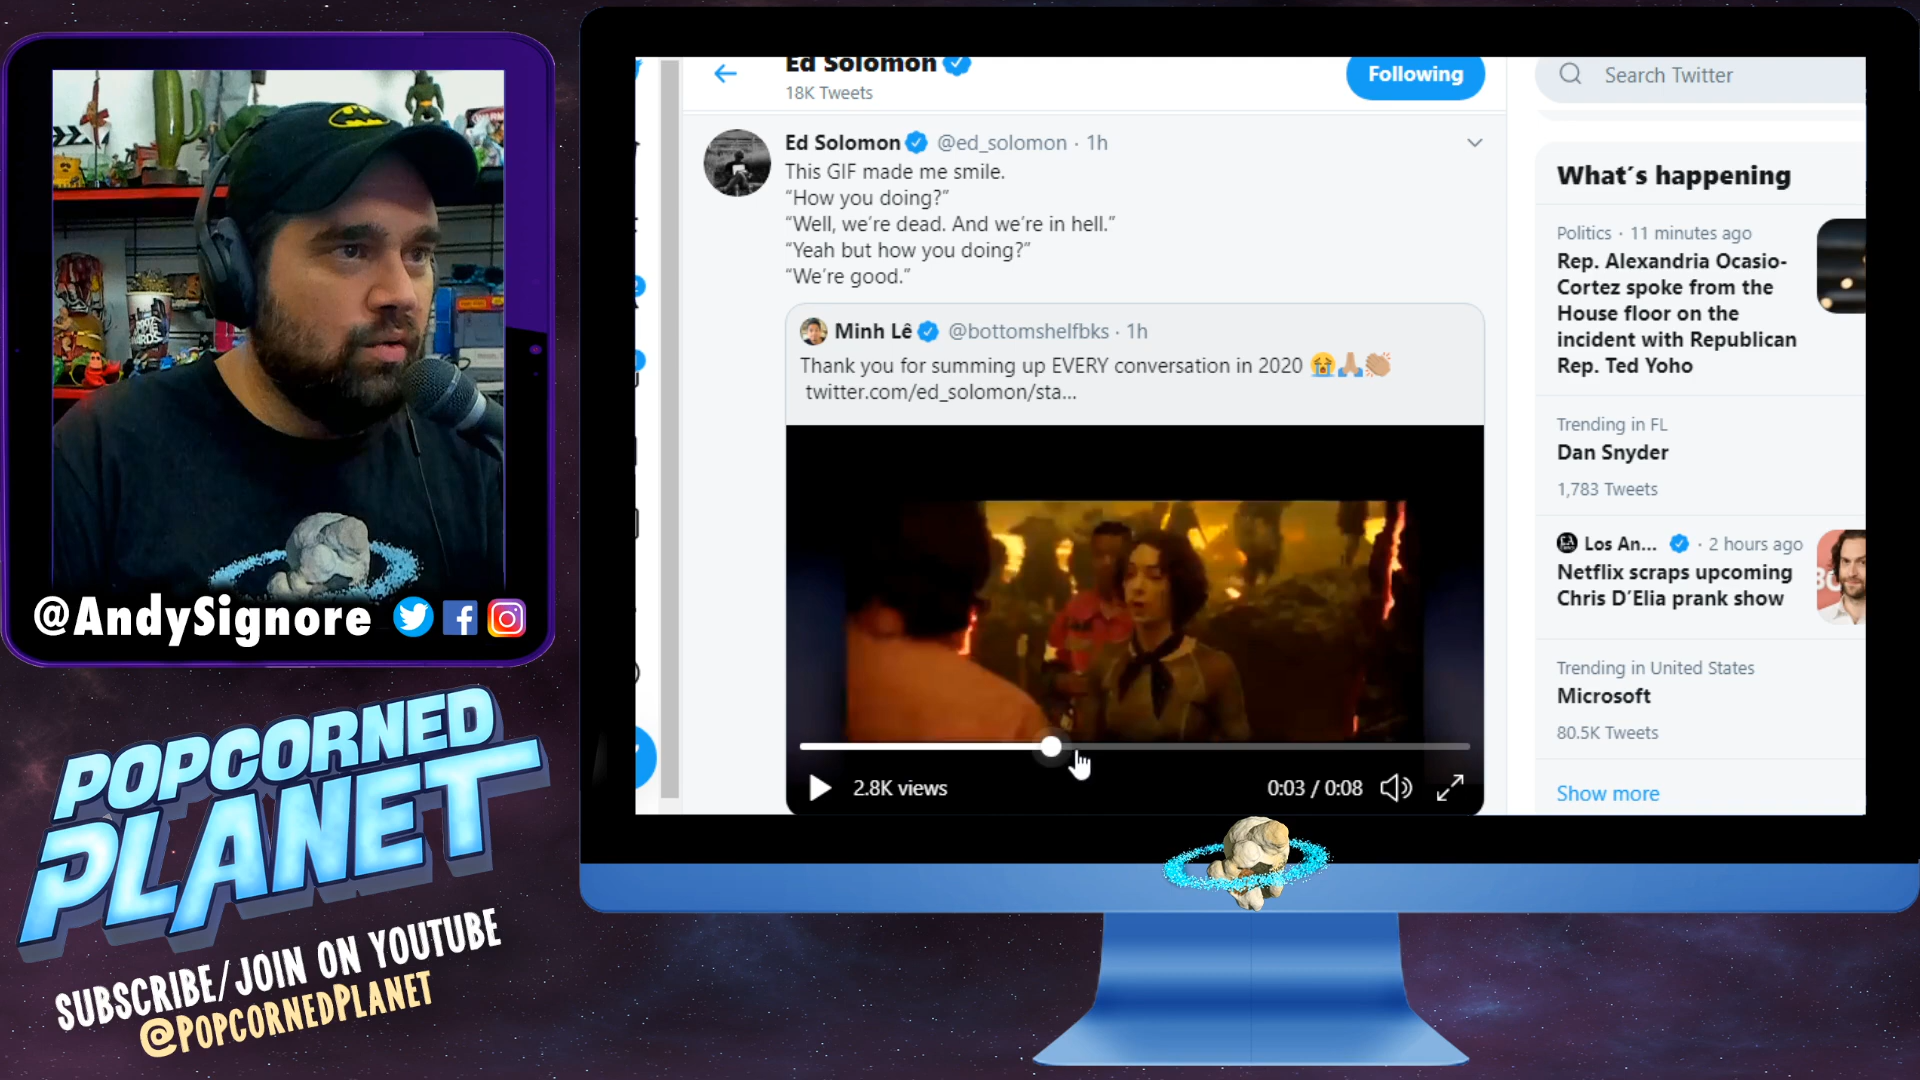 @AndySignore
POPCORNED
PLANET
SUBSCRIBE/JOIN ON YOUTUBE
@POPCORNEDPLANET
Ed Solomon
18K Tweets
Following
Search Twitter
Ed Solomon @ed_solomon · 1h
This GIF made me smile.
“How you doing?”
“Well, we’re dead. And we’re in hell.”
“Yeah but how you doing?”
“We’re good.”
Minh Lê @bottomshelfbks · 1h
Thank you for summing up EVERY conversation in 2020
twitter.com/ed_solomon/sta...
2.8K views
0:03 / 0:08
What’s happening
Politics · 11 minutes ago
Rep. Alexandria Ocasio-
Cortez spoke from the
House floor on the
incident with Republican
Rep. Ted Yoho
Trending in FL
Dan Snyder
1,783 Tweets
Los An... · 2 hours ago
Netflix scraps upcoming
Chris D’Elia prank show
Trending in United States
Microsoft
80.5K Tweets
Show more